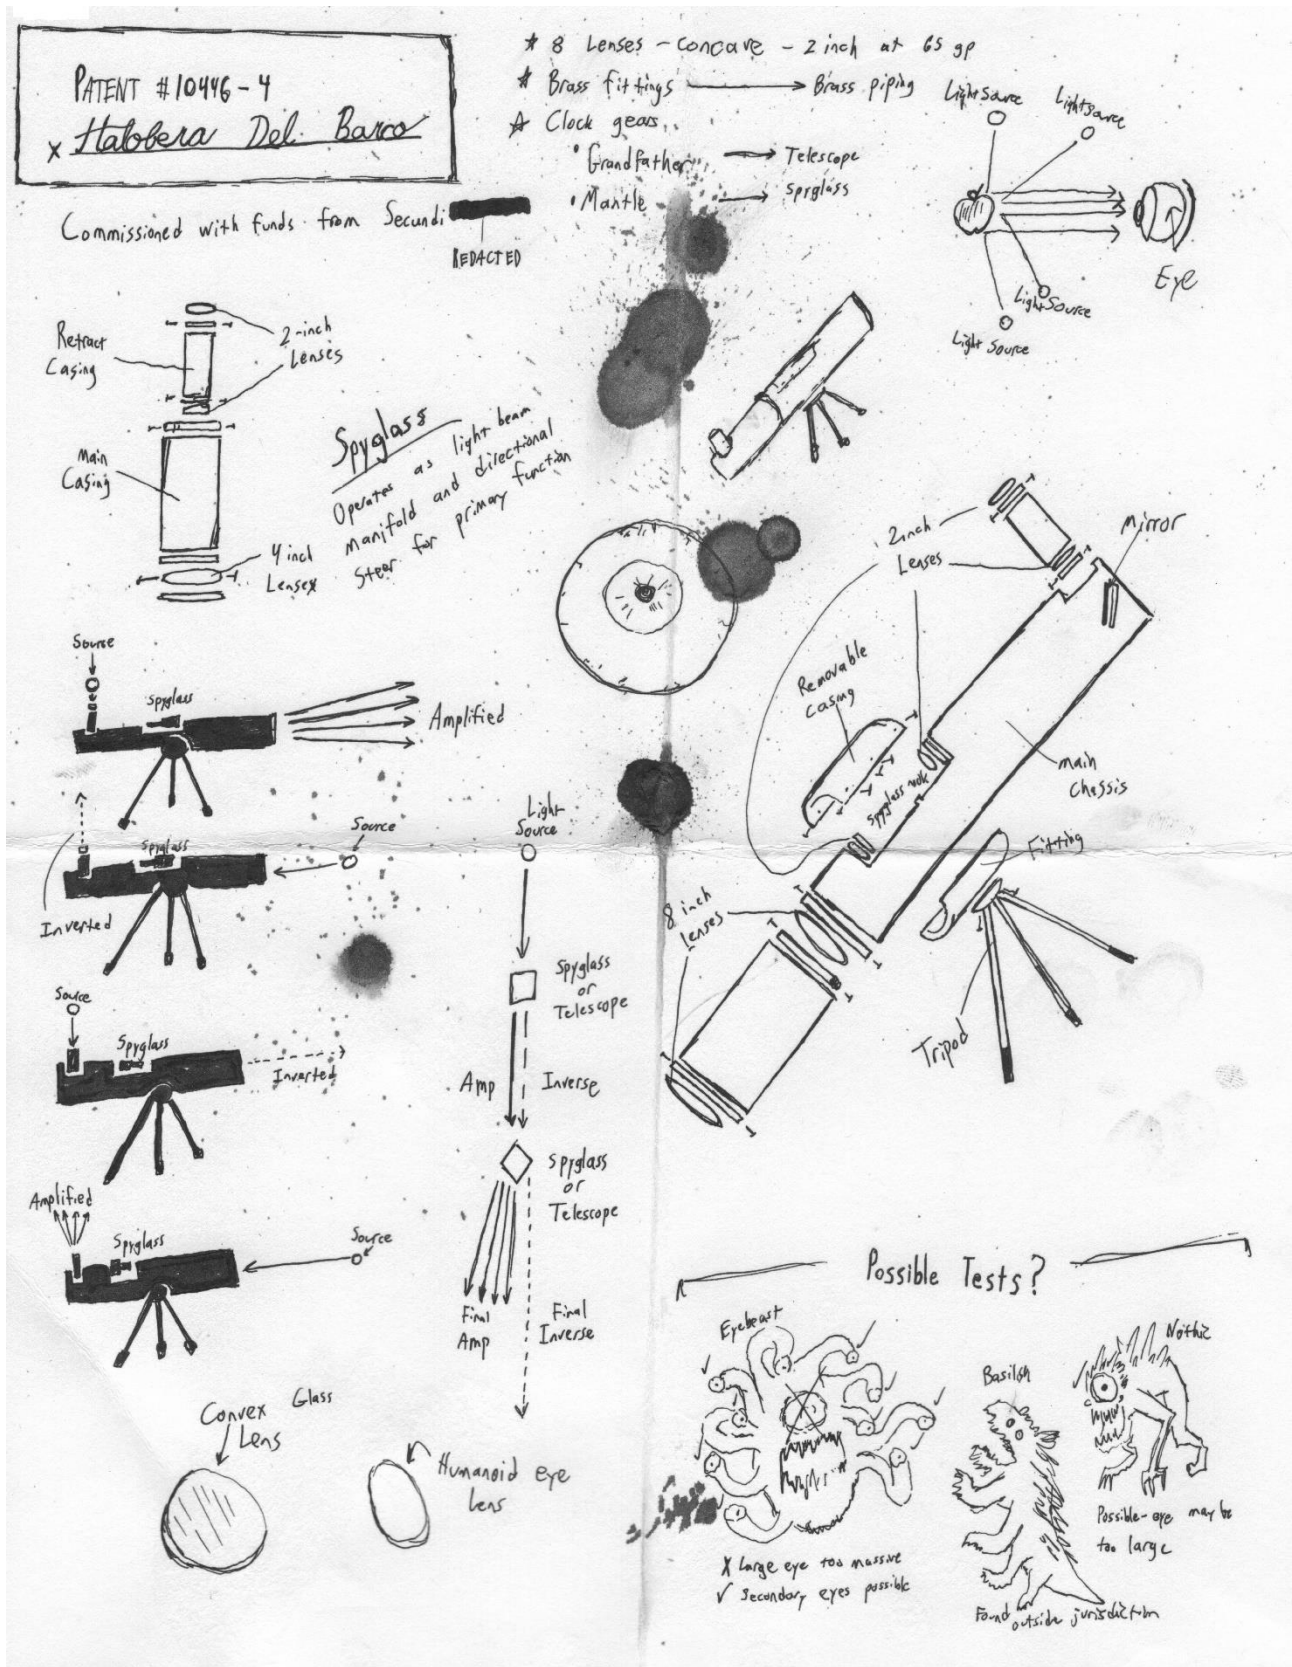 PATENT #10446-4
x Halobera Del Barco
Commissioned with funds from Secundi
REDACTED
* 8 Lenses - concave - 2 inch at 65 gp
* Brass fittings → Brass piping
* Clock gears
• Grandfather → Telescope
• Mantle → Spyglass
Light Source
Light source
Eye
Light Source
Light Source
Retract
Casing
2-inch
Lenses
Main
Casing
4 inch
Lenses
Spyglass
Operates as light beam
manifold and directional
steer for primary function
2 inch
Lenses
Mirror
Removable
casing
Spyglass nook
main
chassis
Fitting
8 inch
lenses
Tripod
Source
Spyglass
Amplified
Spyglass
Source
Inverted
Source
Spyglass
Inverted
Amplified
Spyglass
Source
Light
Source
Spyglass
or
Telescope
Amp
Inverse
Spyglass
or
Telescope
Final
Amp
Final
Inverse
Convex Glass
Lens
Humanoid eye
Lens
Possible Tests?
Eyebeast
X Large eye too massive
✓ Secondary eyes possible
Basilisk
Found outside jurisdiction
Nothic
Possible - eye may be
too large